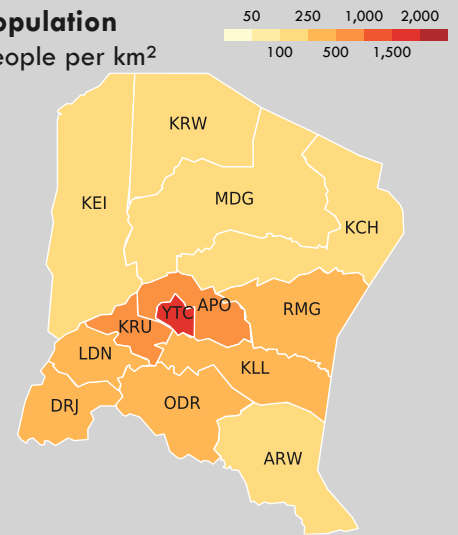 opulation
eople per km²
50 250 1,000 2,000
100 500 1,500
KRW
MDG
KEI
KCH
APO
RMG
YTC
KRU
LDN
KLL
DRJ
ODR
ARW